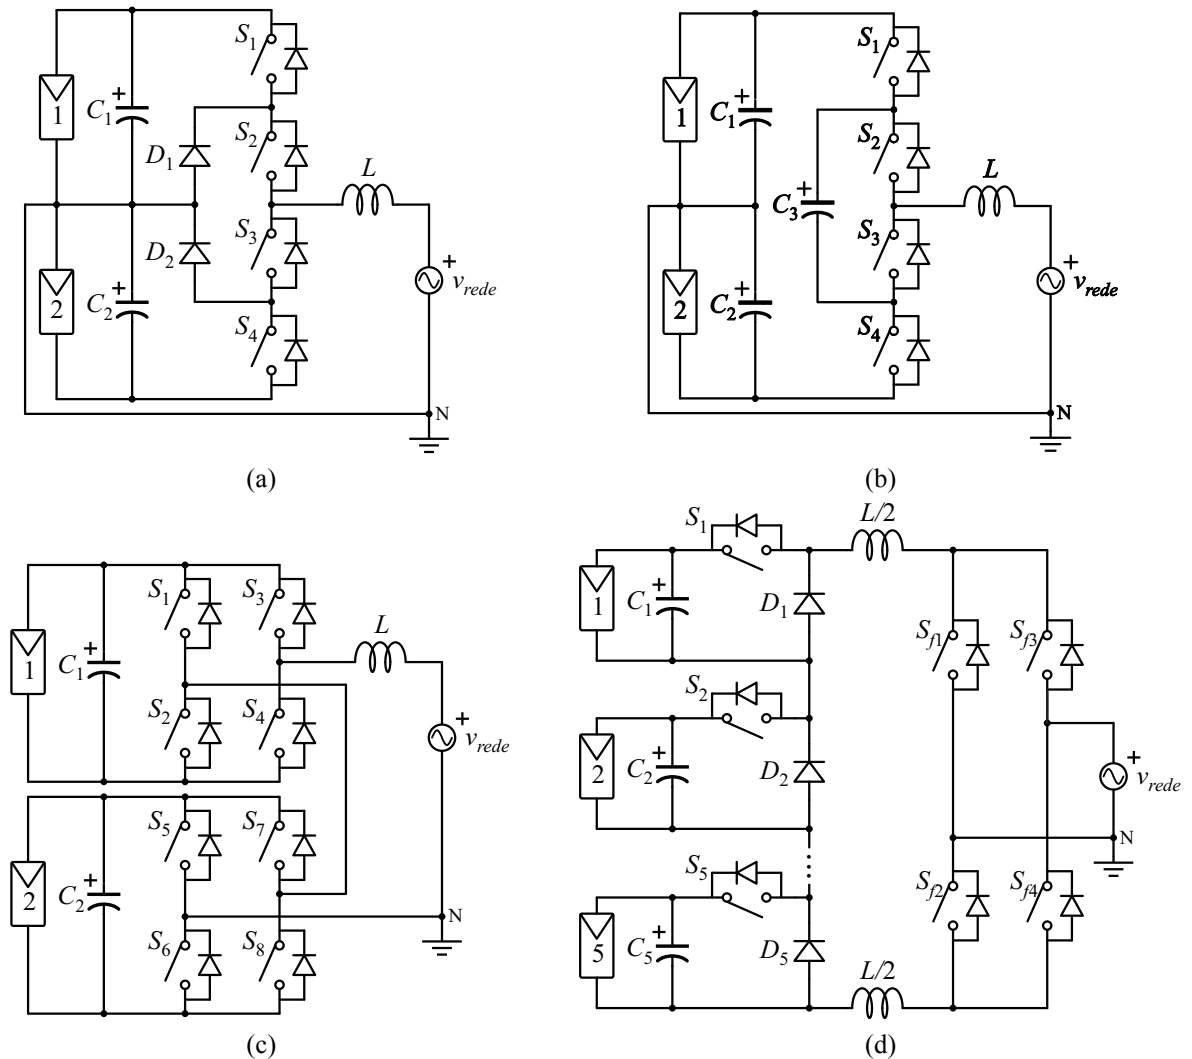 S1
1
C1
+
S2
D1
L
S3
D2
+
vrede
2
C2
+
S4
N
(a)
S1
1
C1
+
S2
L
C3
+
S3
+
vrede
2
C2
+
S4
N
(b)
S1
S3
L
1
C1
+
S2
S4
+
vrede
S5
S7
2
C2
+
N
S6
S8
(c)
S1
L/2
1
C1
+
D1
Sf1
Sf3
S2
2
C2
+
D2
+
vrede
N
S5
Sf2
Sf4
5
C5
+
D5
L/2
(d)